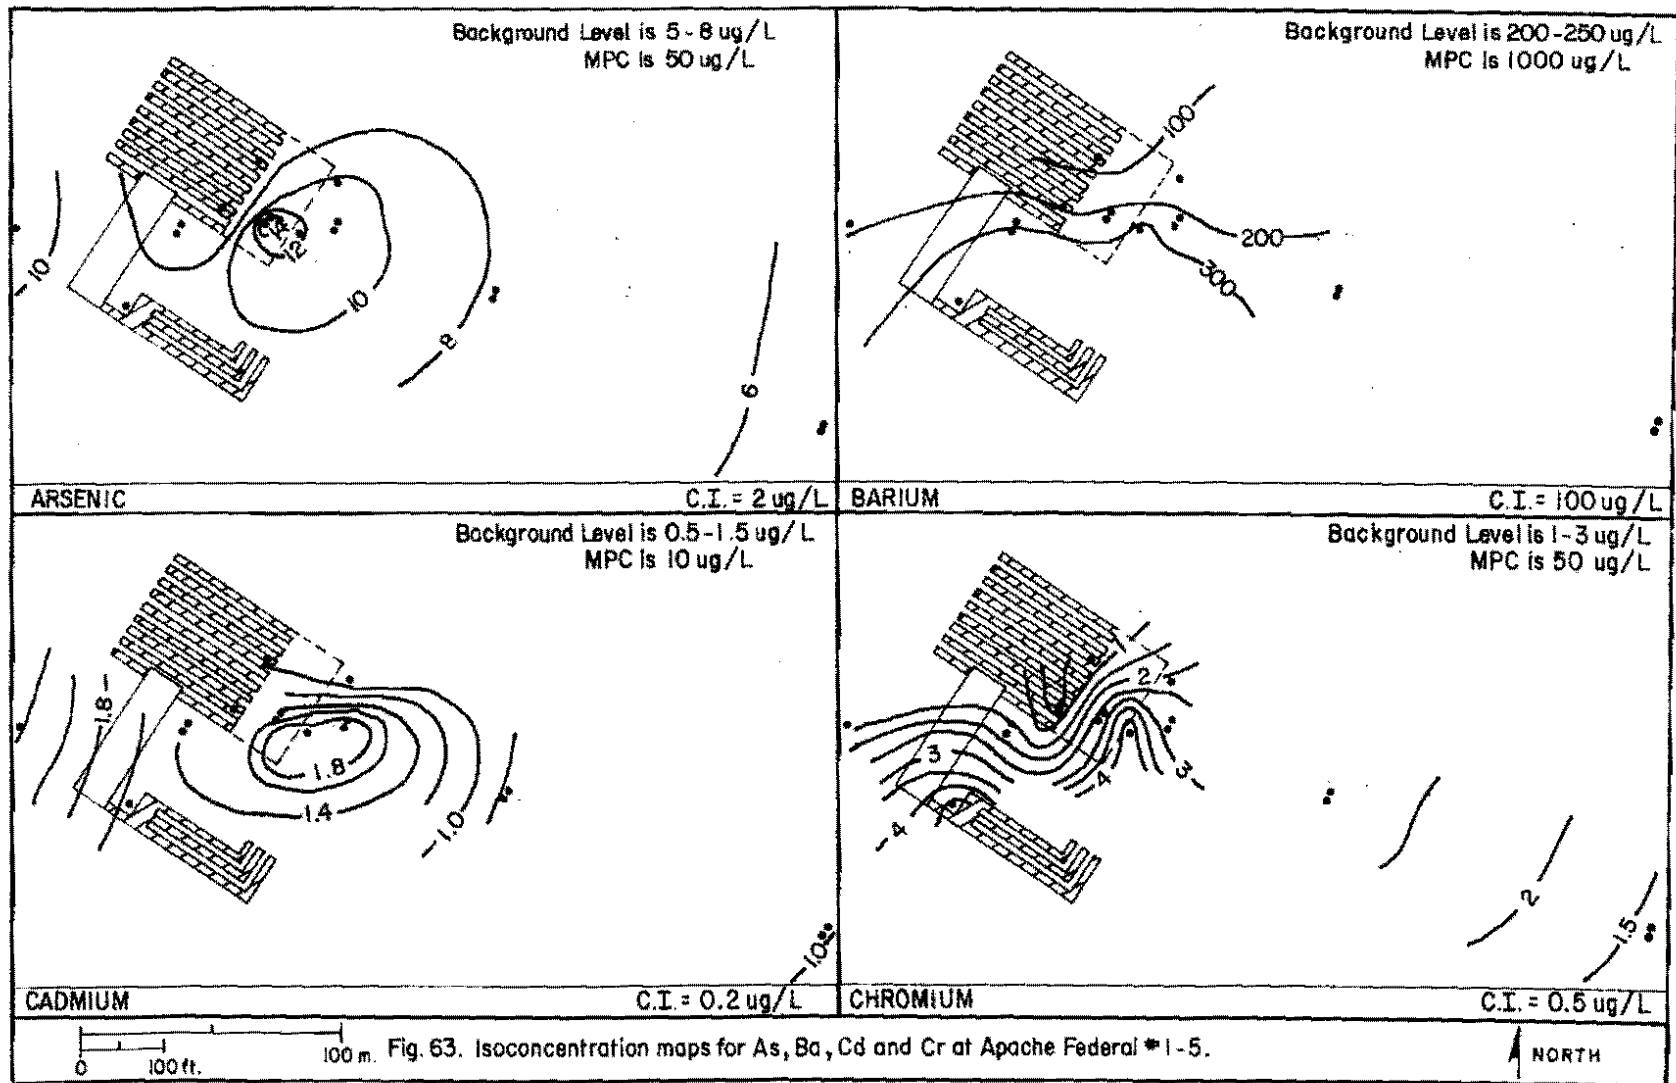 Background Level is 5-8 ug/L
MPC is 50 ug/L
10
14
12
10
8
6
ARSENIC
C.I. = 2 ug/L
Background Level is 200-250 ug/L
MPC is 1000 ug/L
100
200
300
BARIUM
C.I. = 100 ug/L
Background Level is 0.5-1.5 ug/L
MPC is 10 ug/L
1.8
1.8
1.4
1.0
1.0
CADMIUM
C.I. = 0.2 ug/L
Background Level is 1-3 ug/L
MPC is 50 ug/L
2
3
4
4
3
2
1.5
CHROMIUM
C.I. = 0.5 ug/L
0
100 ft.
100 m.
Fig. 63. Isoconcentration maps for As, Ba, Cd and Cr at Apache Federal #1-5.
NORTH